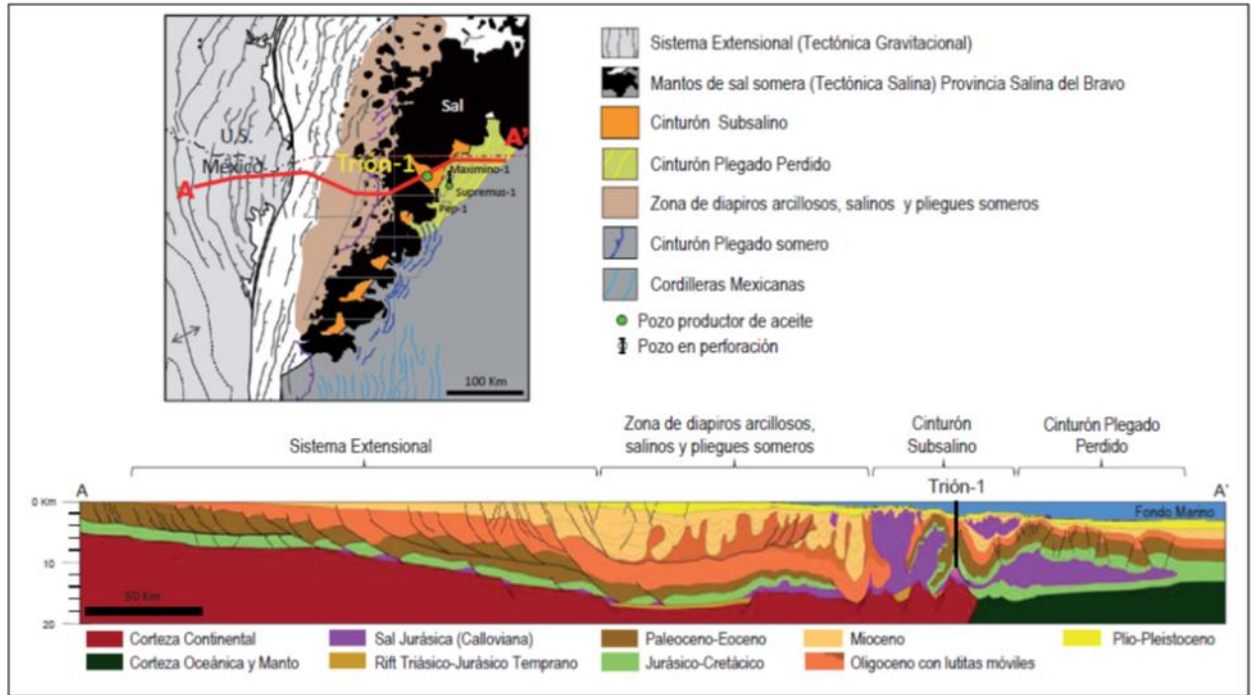 U.S.
México
Sal
A
A'
Trión-1
Maximino-1
Supremus-1
Pep-1
100 Km
Sistema Extensional (Tectónica Gravitacional)
Mantos de sal somera (Tectónica Salina) Provincia Salina del Bravo
Cinturón Subsalino
Cinturón Plegado Perdido
Zona de diapiros arcillosos, salinos y pliegues someros
Cinturón Plegado somero
Cordilleras Mexicanas
Pozo productor de aceite
Pozo en perforación
Sistema Extensional
Zona de diapiros arcillosos,
salinos y pliegues someros
Cinturón
Subsalino
Cinturón Plegado
Perdido
A
Trión-1
A'
0 Km
Fondo Marino
10
50 Km
20
Corteza Continental
Sal Jurásica (Calloviana)
Paleoceno-Eoceno
Mioceno
Plio-Pleistoceno
Corteza Oceánica y Manto
Rift Triásico-Jurásico Temprano
Jurásico-Cretácico
Oligoceno con lutitas móviles